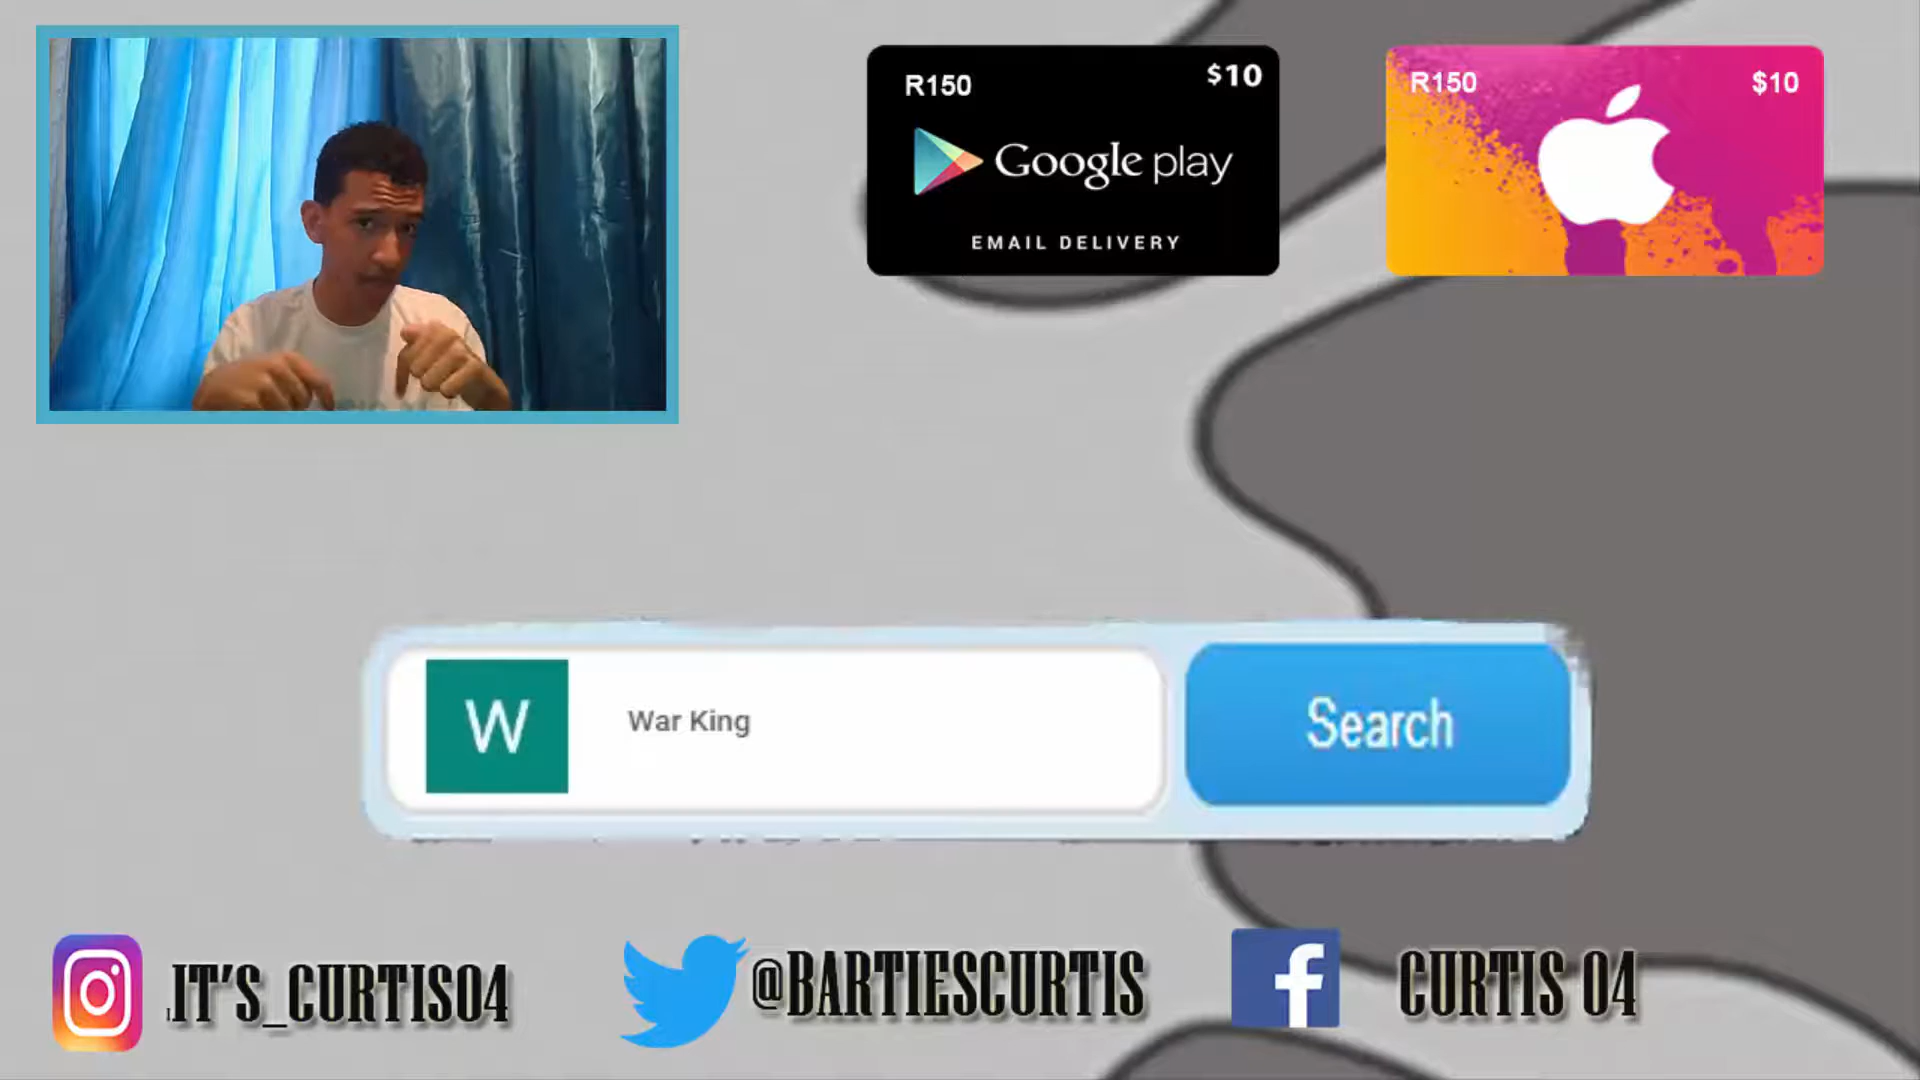 R150
$10
Google play
EMAIL DELIVERY
R150
$10
W
War King
Search
IT'S_CURTIS04
@BARTIESCURTIS
CURTIS 04